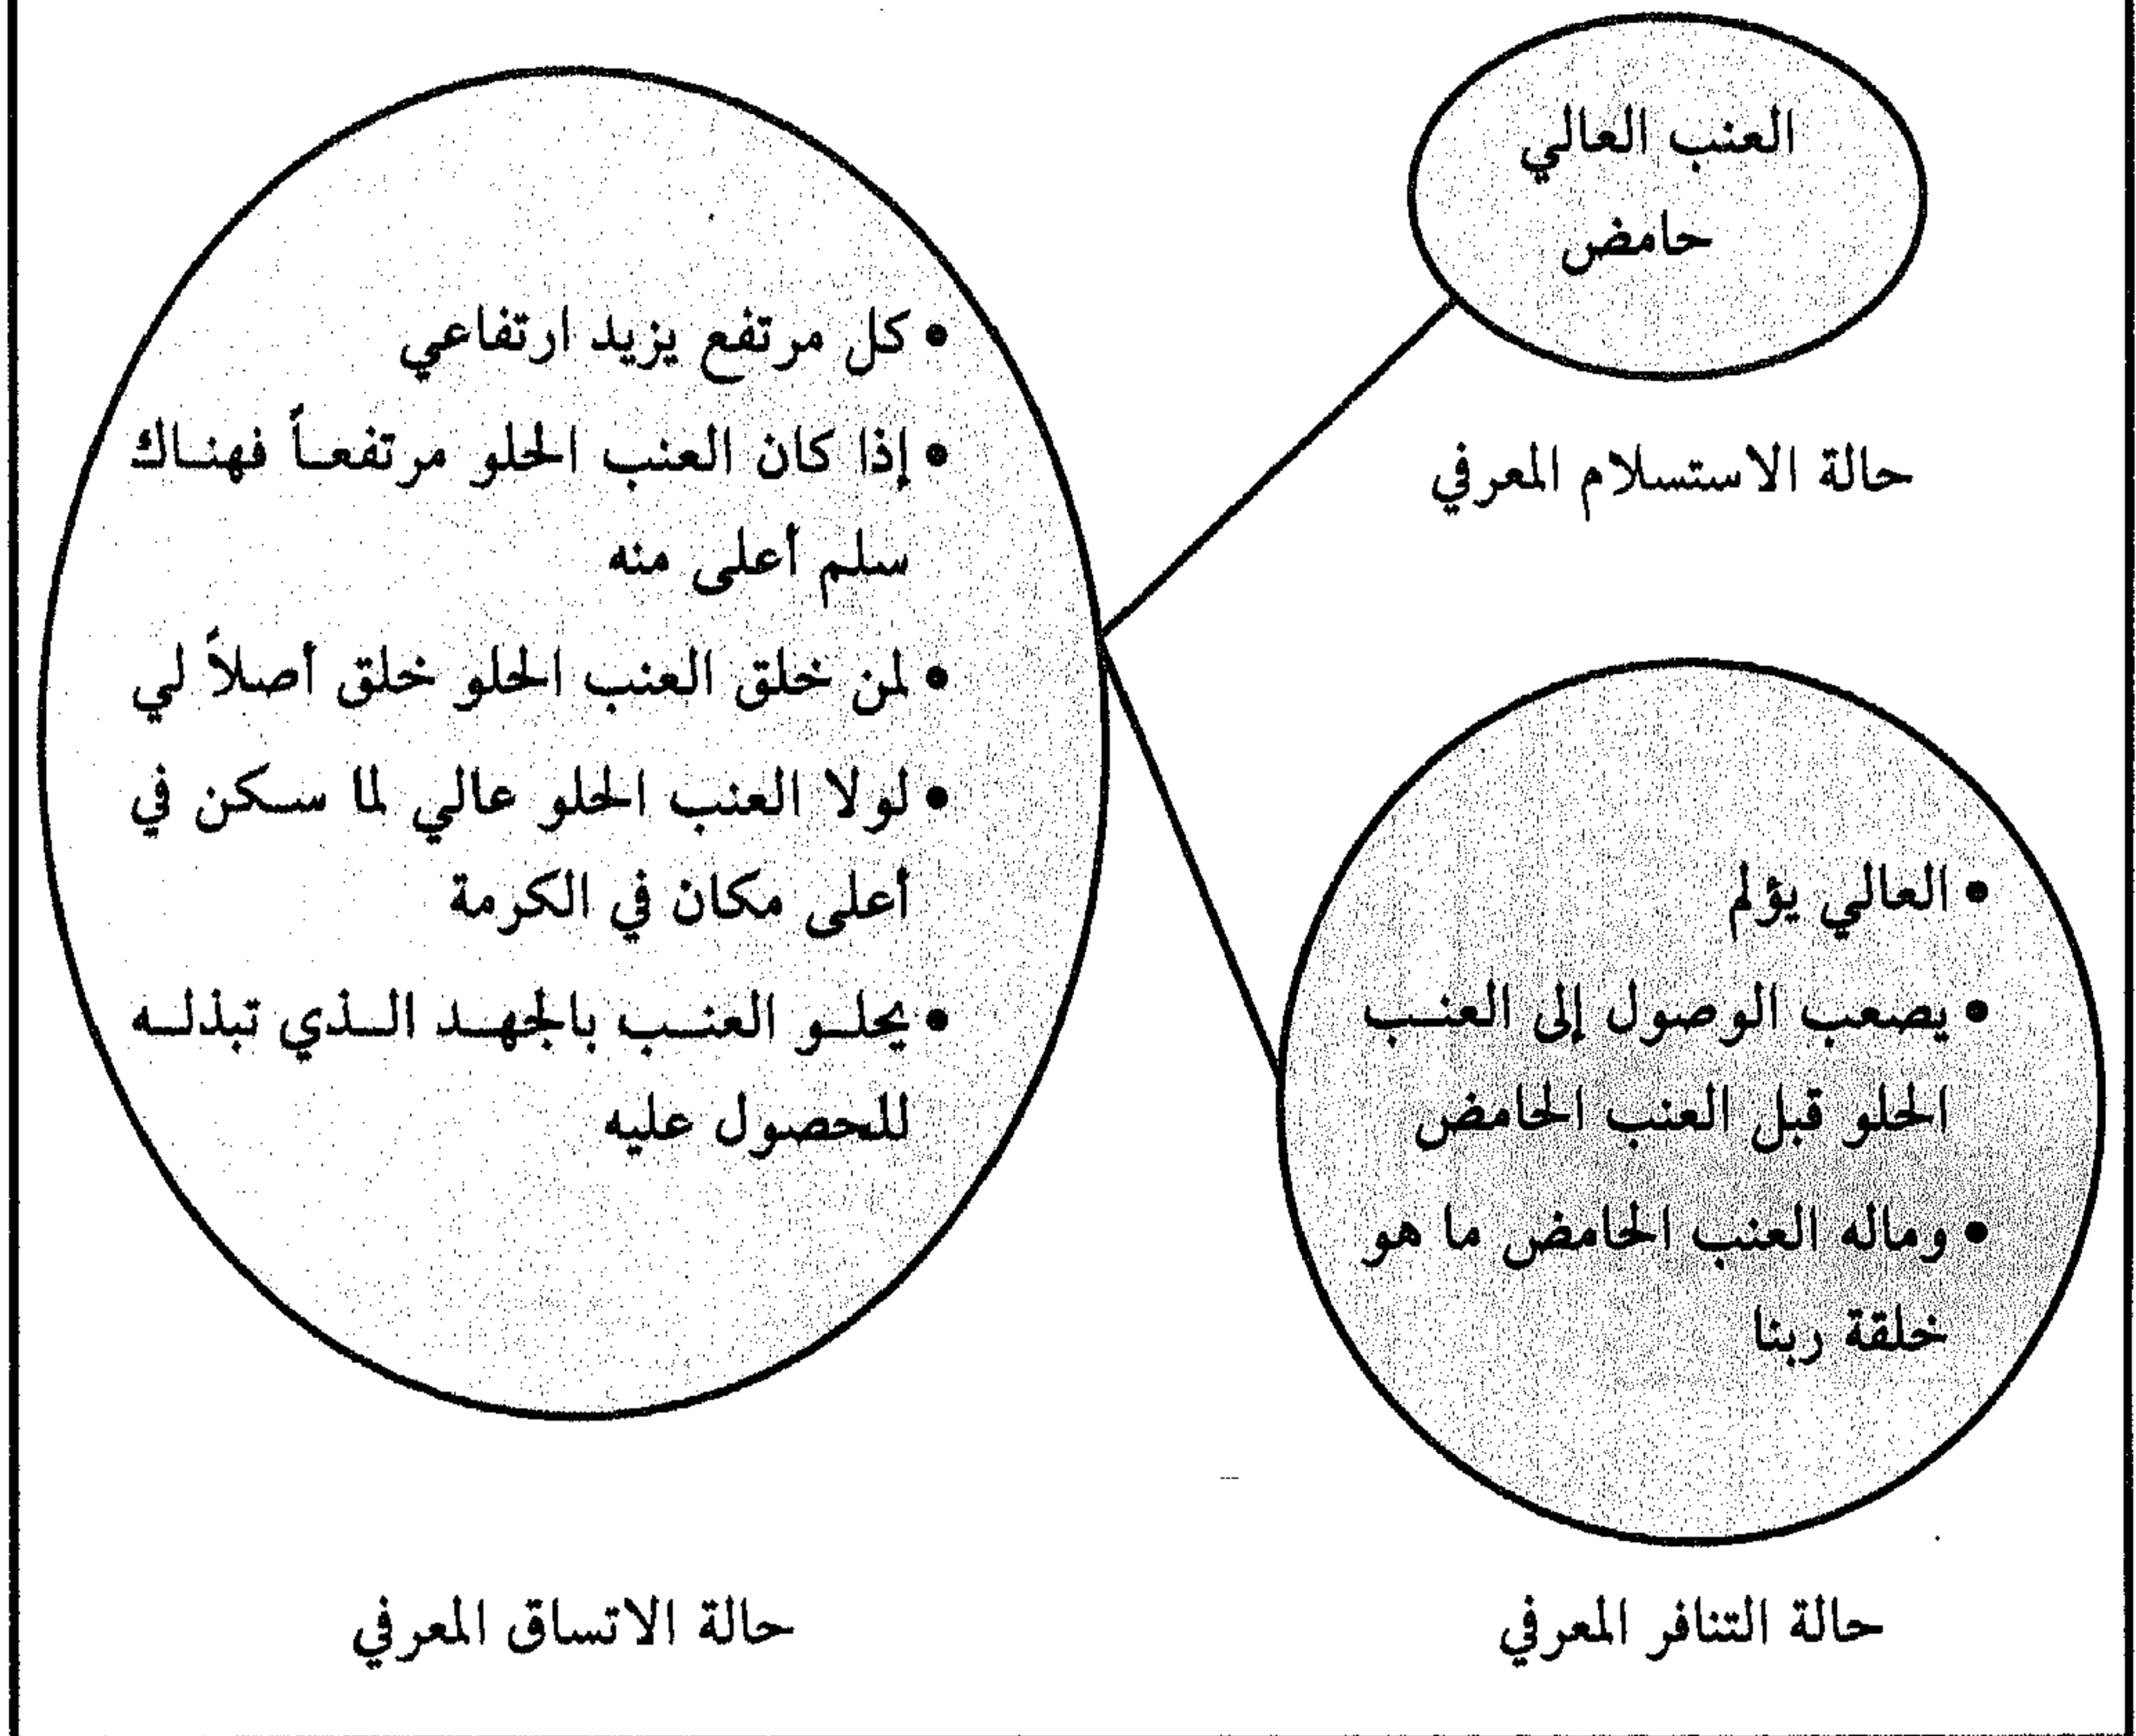 العنب العالي
حامض
حالة الاستسلام المعرفي
• كل مرتفع يزيد ارتفاعي
• إذا كان العنب الحلو مرتفعاً فهناك
سلم أعلى منه
• لمن خلق العنب الحلو خلق أصلاً لي
• لولا العنب الحلو عالي لما سكن في
أعلى مكان في الكرمة
• يحلو العنب بالجهد الذي تبذله
للحصول عليه
• العالي يؤلم
• يصعب الوصول إلى العنب
الحلو قبل العنب الحامض
• وماله العنب الحامض ما هو
خلقة ربنا
حالة التنافر المعرفي
حالة الاتساق المعرفي